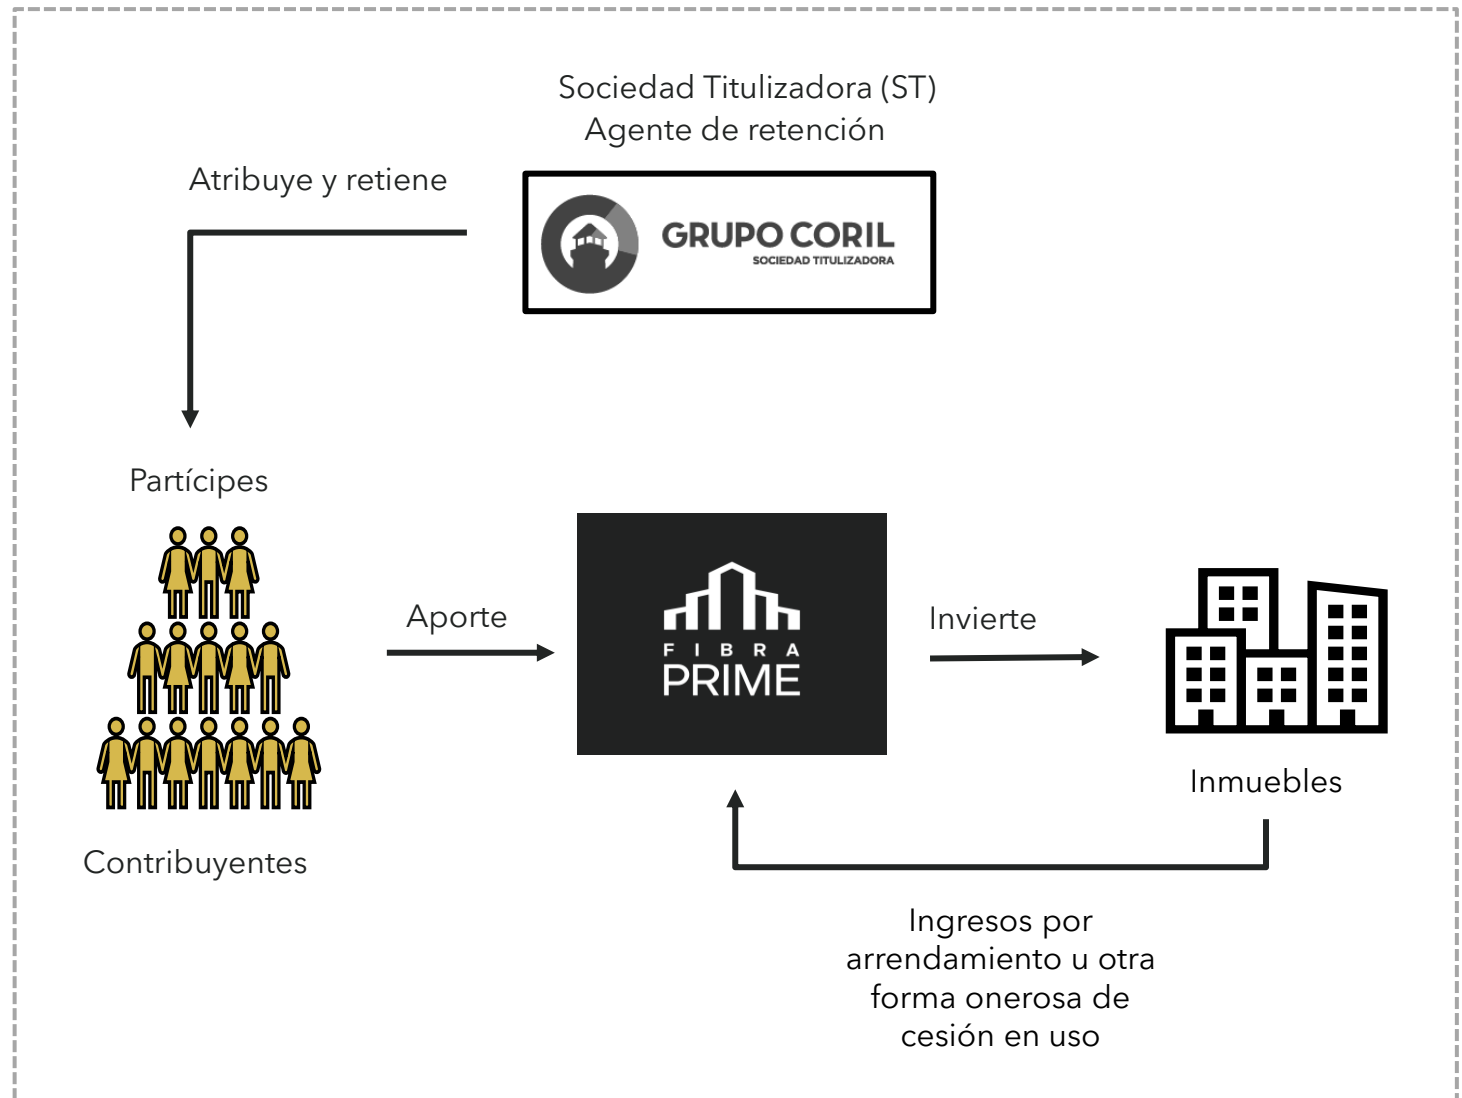 Sociedad Titulizadora (ST)
Agente de retención
Atribuye y retiene
GRUPO CORIL
SOCIEDAD TITULIZADORA
Partícipes
Aporte
FIBRA
PRIME
Invierte
Inmuebles
Contribuyentes
Ingresos por
arrendamiento u otra
forma onerosa de
cesión en uso